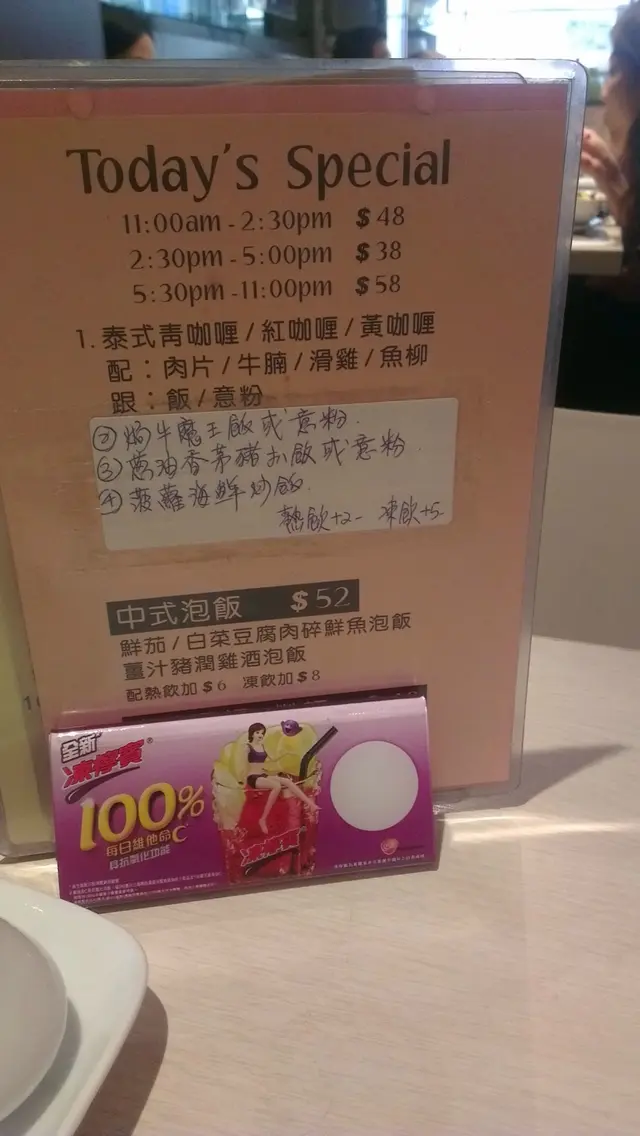 Today's Special
11:00am - 2:30pm $48
2:30pm - 5:00pm $38
5:30pm - 11:00pm $58
1. 泰式青咖喱/紅咖喱/黃咖喱
配：肉片/牛腩/滑雞/魚柳
跟：飯/意粉
② 焗牛魔王飯或意粉.
③ 蔥油香茅豬扒飯或意粉.
④ 菠蘿海鮮炒飯.
熱飲+2- 凍飲+5-
中式泡飯 $52
鮮茄/白菜豆腐肉碎鮮魚泡飯
薑汁豬潤雞酒泡飯
配熱飲加$6 凍飲加$8
全新
®
100%
每日維他命C
具抗氧化功能